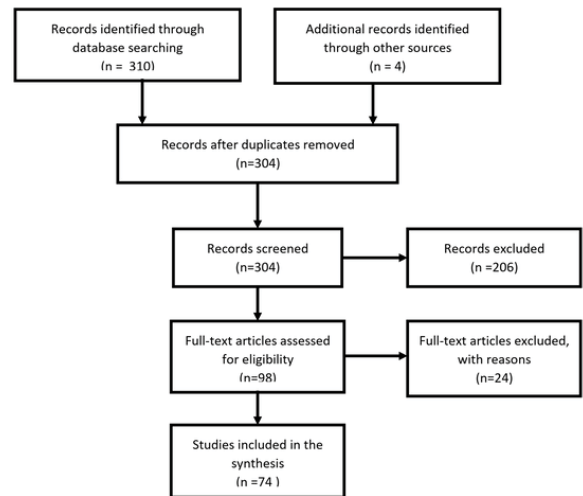 Records identified through
database searching
(n = 310)
Additional records identified
through other sources
(n = 4)
Records after duplicates removed
(n=304)
Records screened
(n=304)
Records excluded
(n =206)
Full-text articles assessed
for eligibility
(n=98)
Full-text articles excluded,
with reasons
(n=24)
Studies included in the
synthesis
(n =74 )